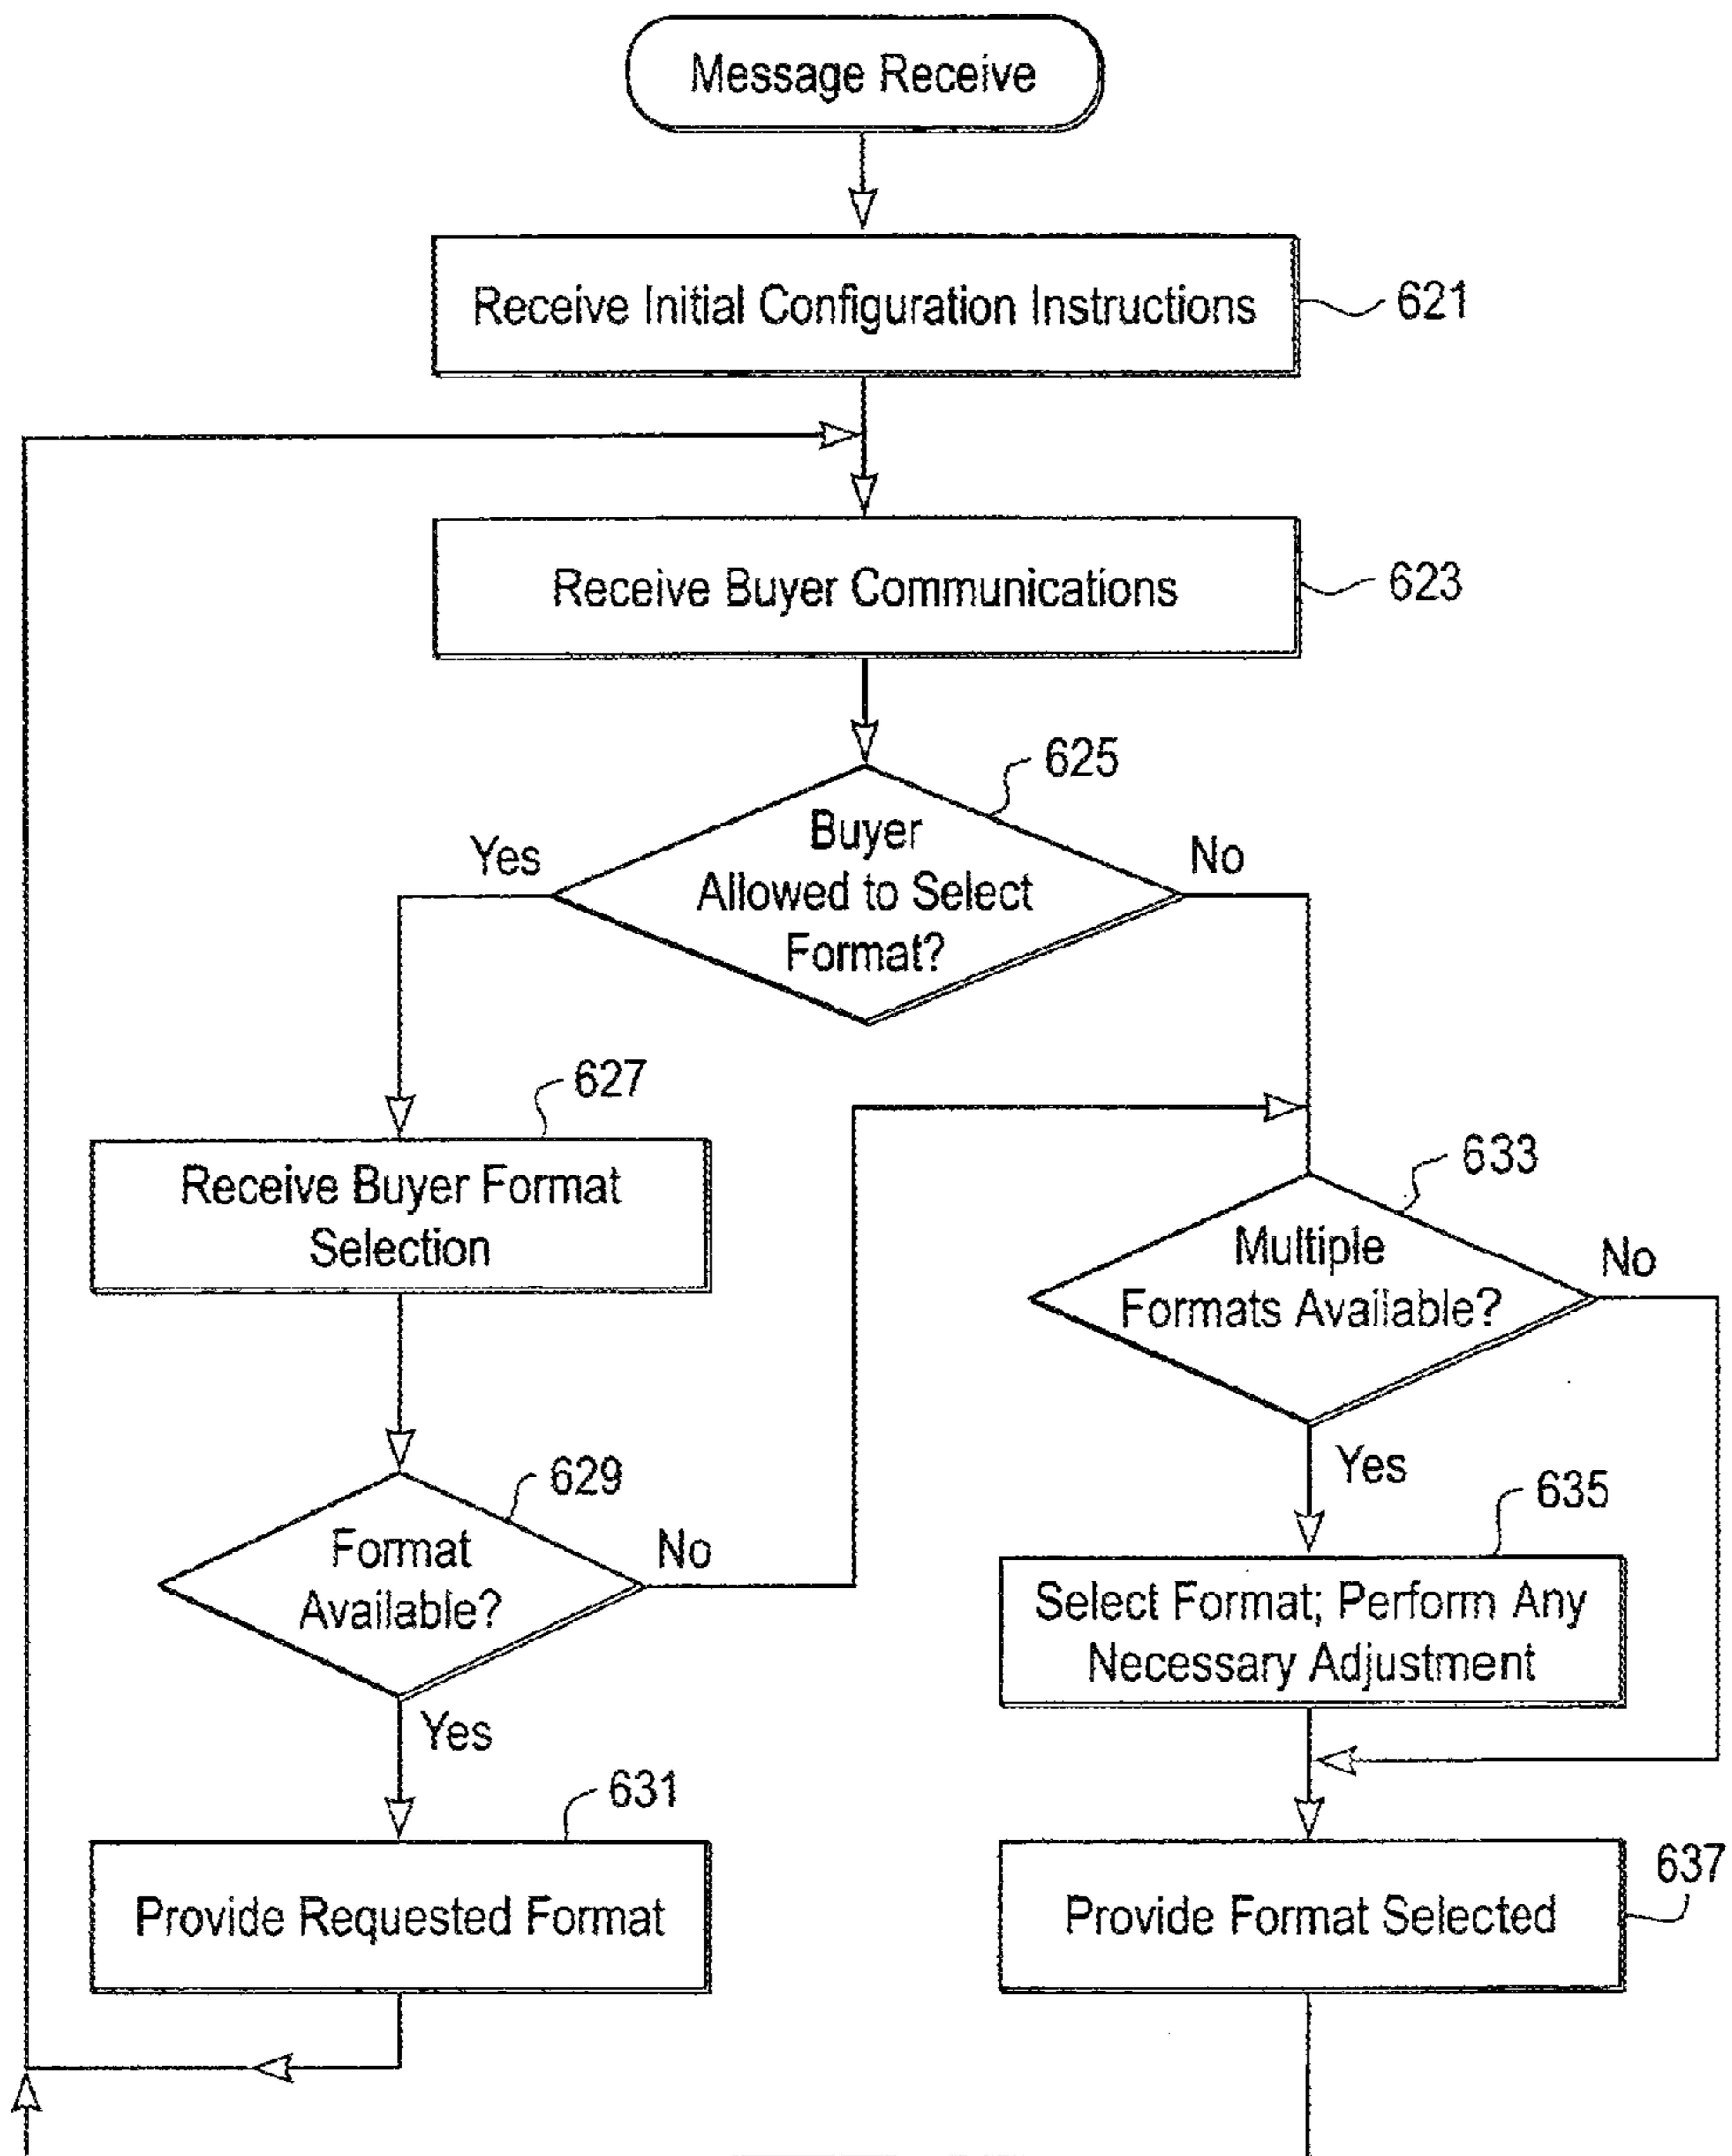 Message Receive
Receive Initial Configuration Instructions
621
Receive Buyer Communications
623
625
Buyer
Allowed to Select
Format?
Yes
No
627
Receive Buyer Format
Selection
633
Multiple
Formats Available?
No
Yes
629
Format
Available?
No
Yes
635
Select Format; Perform Any
Necessary Adjustment
631
Provide Requested Format
637
Provide Format Selected